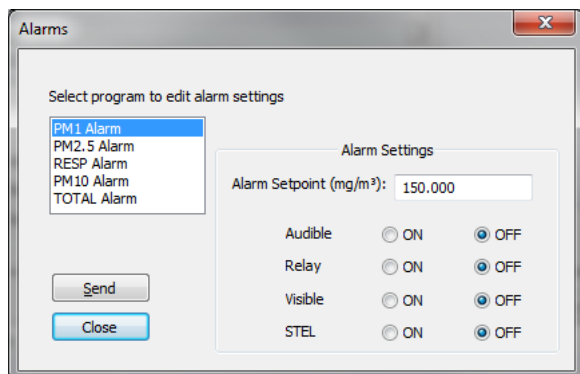 Alarms
Select program to edit alarm settings
PM1 Alarm
PM2.5 Alarm
RESP Alarm
PM10 Alarm
TOTAL Alarm
Alarm Settings
Alarm Setpoint (mg/m³): 150.000
Audible ON OFF
Relay ON OFF
Visible ON OFF
STEL ON OFF
Send
Close